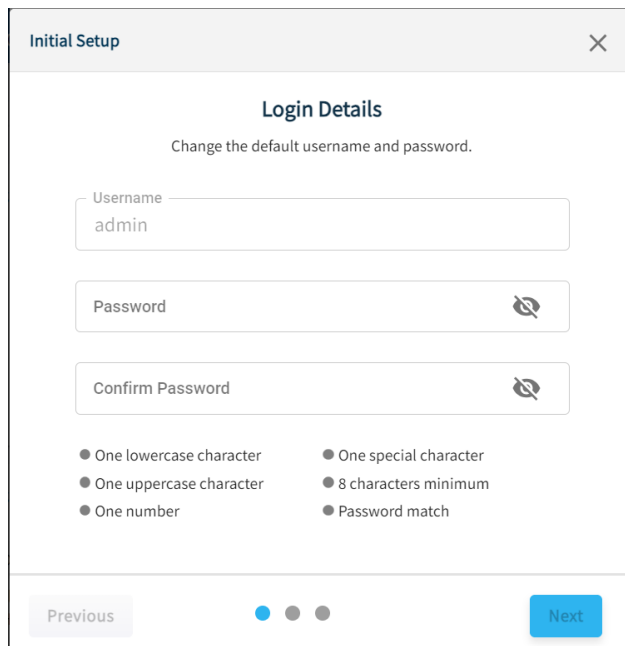 Initial Setup
Login Details
Change the default username and password.
Username
admin
Password
Confirm Password
One lowercase character
One special character
One uppercase character
8 characters minimum
One number
Password match
Previous
Next